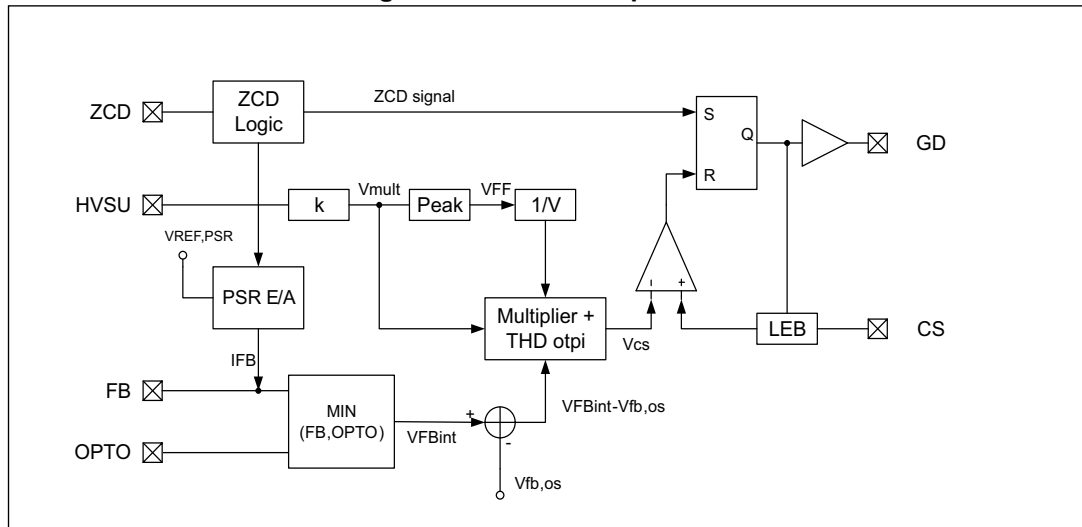 ZCD
ZCD
Logic
ZCD signal
S
Q
R
GD
HVSU
k
Vmult
Peak
VFF
1/V
VREF,PSR
PSR E/A
IFB
Multiplier +
THD otpi
Vcs
-
+
LEB
CS
FB
OPTO
MIN
(FB,OPTO)
VFBint
+
-
VFBint-Vfb,os
Vfb,os